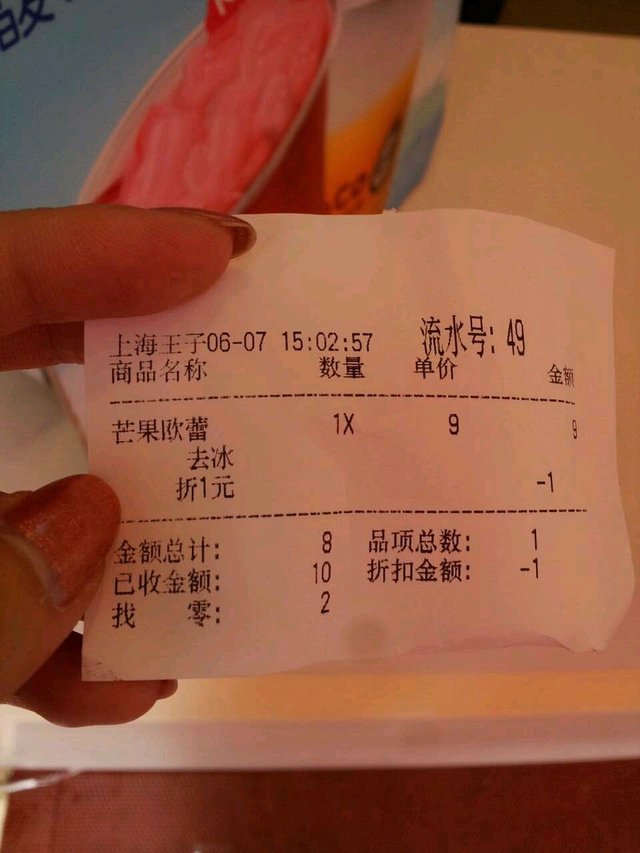 酸
上海王子06-07 15:02:57 流水号: 49
商品名称 数量 单价 金额
芒果欧蕾 1X 9 9
去冰
折1元 -1
金额总计: 8 品项总数: 1
已收金额: 10 折扣金额: -1
找 零: 2